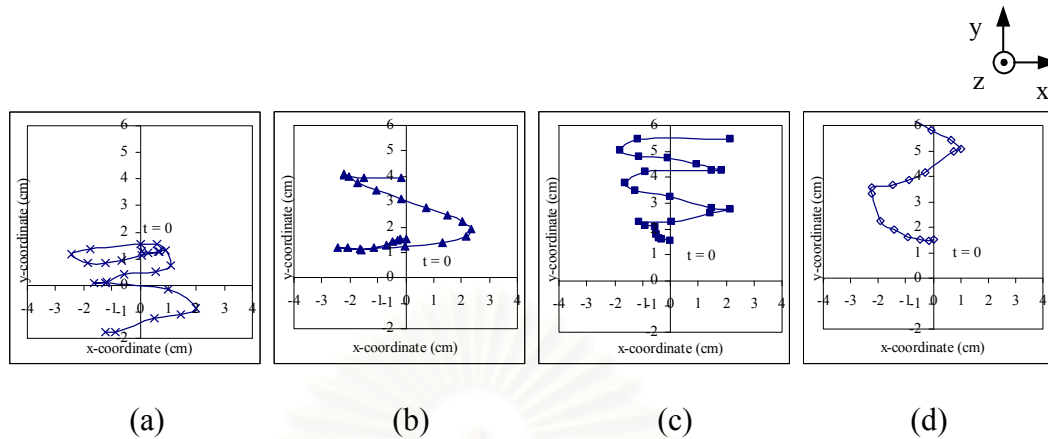 y
z
x
6
5
4
3
2
1
0
-1
-2
-4 -3 -2 -1 0 1 2 3 4
t = 0
y-coordinate (cm)
x-coordinate (cm)
(a)
6
5
4
3
2
1
0
-1
-2
-4 -3 -2 -1 0 1 2 3 4
t = 0
y-coordinate (cm)
x-coordinate (cm)
(b)
6
5
4
3
2
1
0
-1
-2
-4 -3 -2 -1 0 1 2 3 4
t = 0
y-coordinate (cm)
x-coordinate (cm)
(c)
6
5
4
3
2
1
0
-1
-2
-4 -3 -2 -1 0 1 2 3 4
t = 0
y-coordinate (cm)
x-coordinate (cm)
(d)